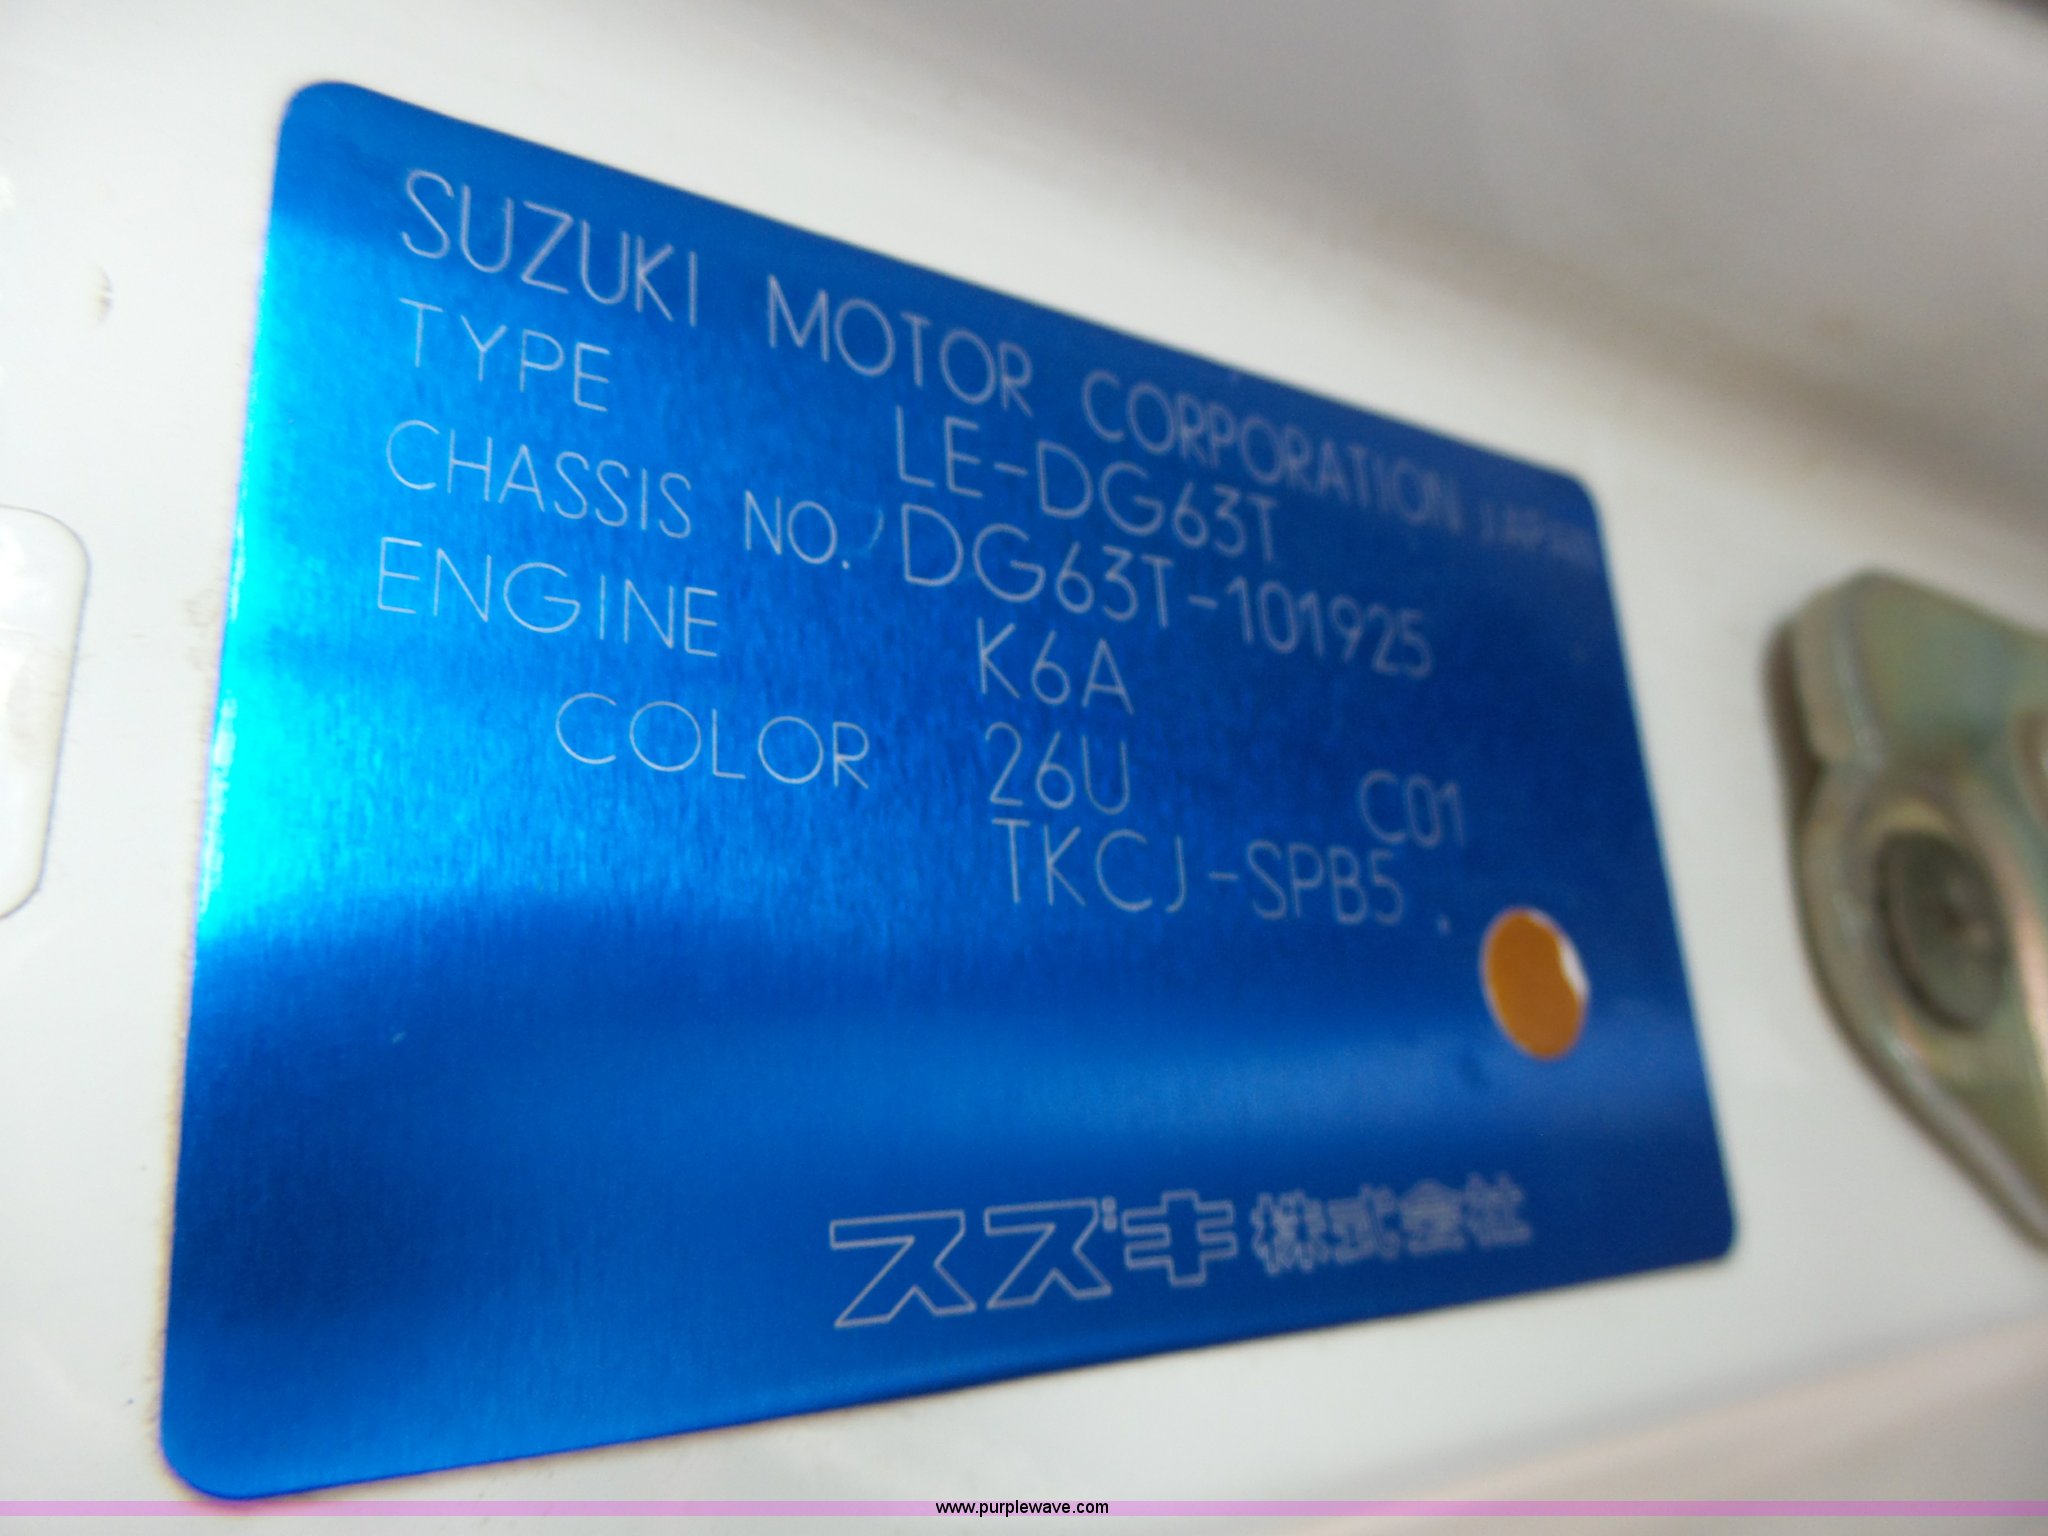 SUZUKI MOTOR CORPORATION JAPAN
TYPE LE-DG63T
CHASSIS NO. DG63T-101925
ENGINE K6A
COLOR 26U C01
TKCJ-SPB5 .
スズキ株式会社
www.purplewave.com